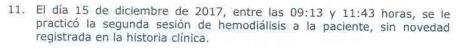 11. El día 15 de diciembre de 2017, entre las 09:13 y 11:43 horas, se le
practicó la segunda sesión de hemodiálisis a la paciente, sin novedad
registrada en la historia clínica.